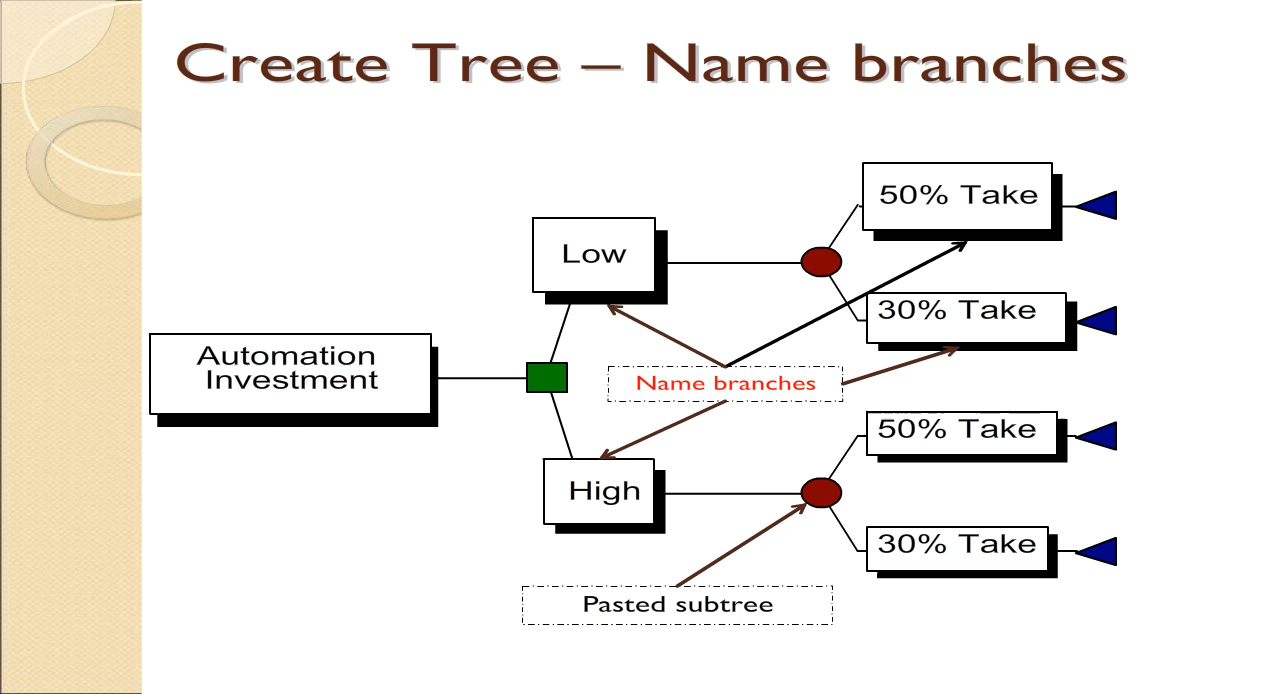 Create Tree – Name branches
50% Take
Low
30% Take
Automation
Investment
Name branches
50% Take
High
30% Take
Pasted subtree